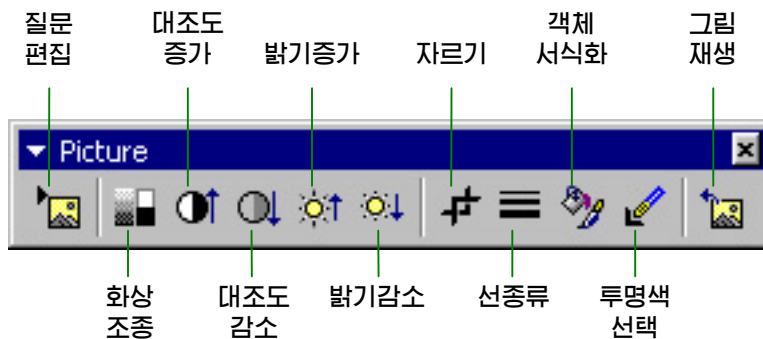 질문
편집
대조도
증가
밝기증가
자르기
객체
서식화
그림
재생
Picture
화상
조종
대조도
감소
밝기감소
선종류
투명색
선택